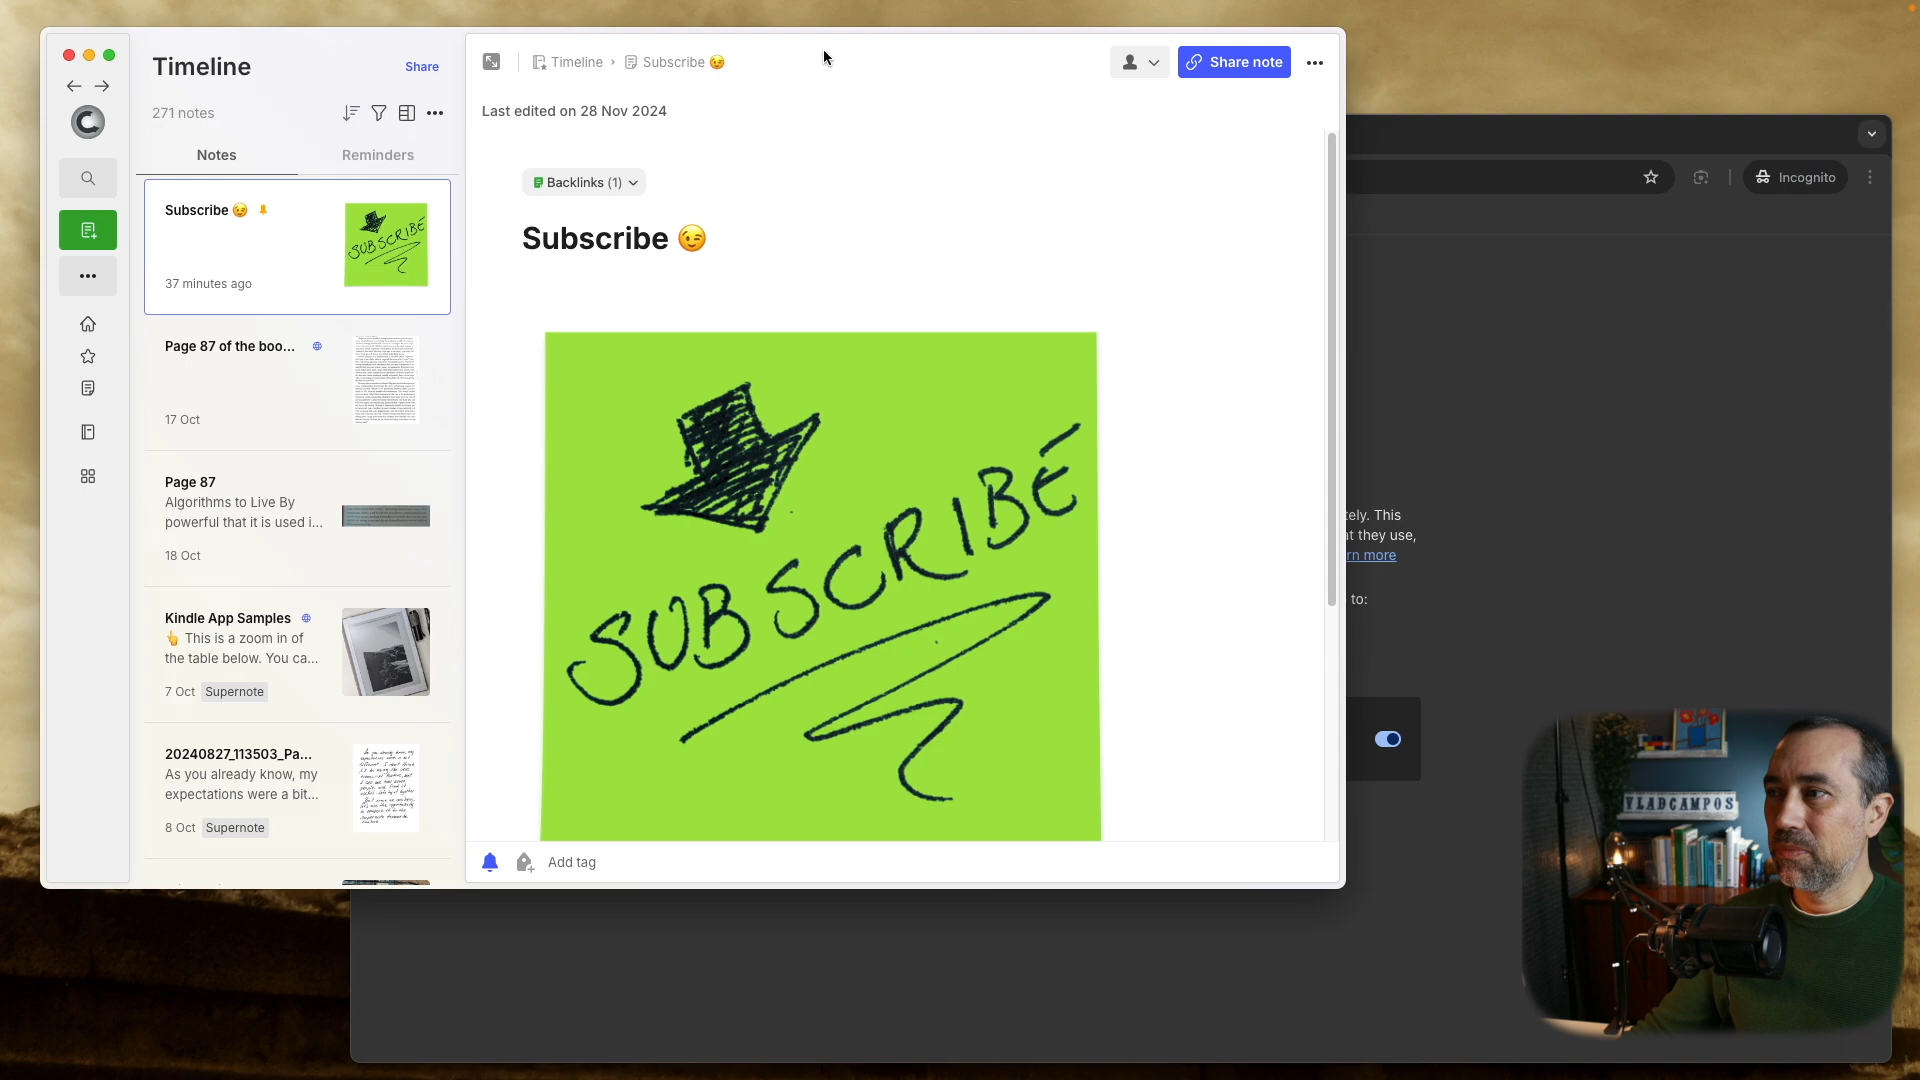 Timeline
Share
271 notes
Notes
Reminders
Subscribe 😉
37 minutes ago
SUBSCRIBE
Page 87 of the boo...
17 Oct
Page 87
Algorithms to Live By
powerful that it is used i...
18 Oct
Kindle App Samples
👆 This is a zoom in of
the table below. You ca...
7 Oct Supernote
20240827_113503_Pa...
As you already know, my
expectations were a bit...
8 Oct Supernote
Timeline › Subscribe 😉
Share note
Last edited on 28 Nov 2024
Backlinks (1)
Subscribe 😉
SUBSCRIBE
Add tag
Incognito
tely. This
at they use,
rn more
to:
VLADCAMPOS